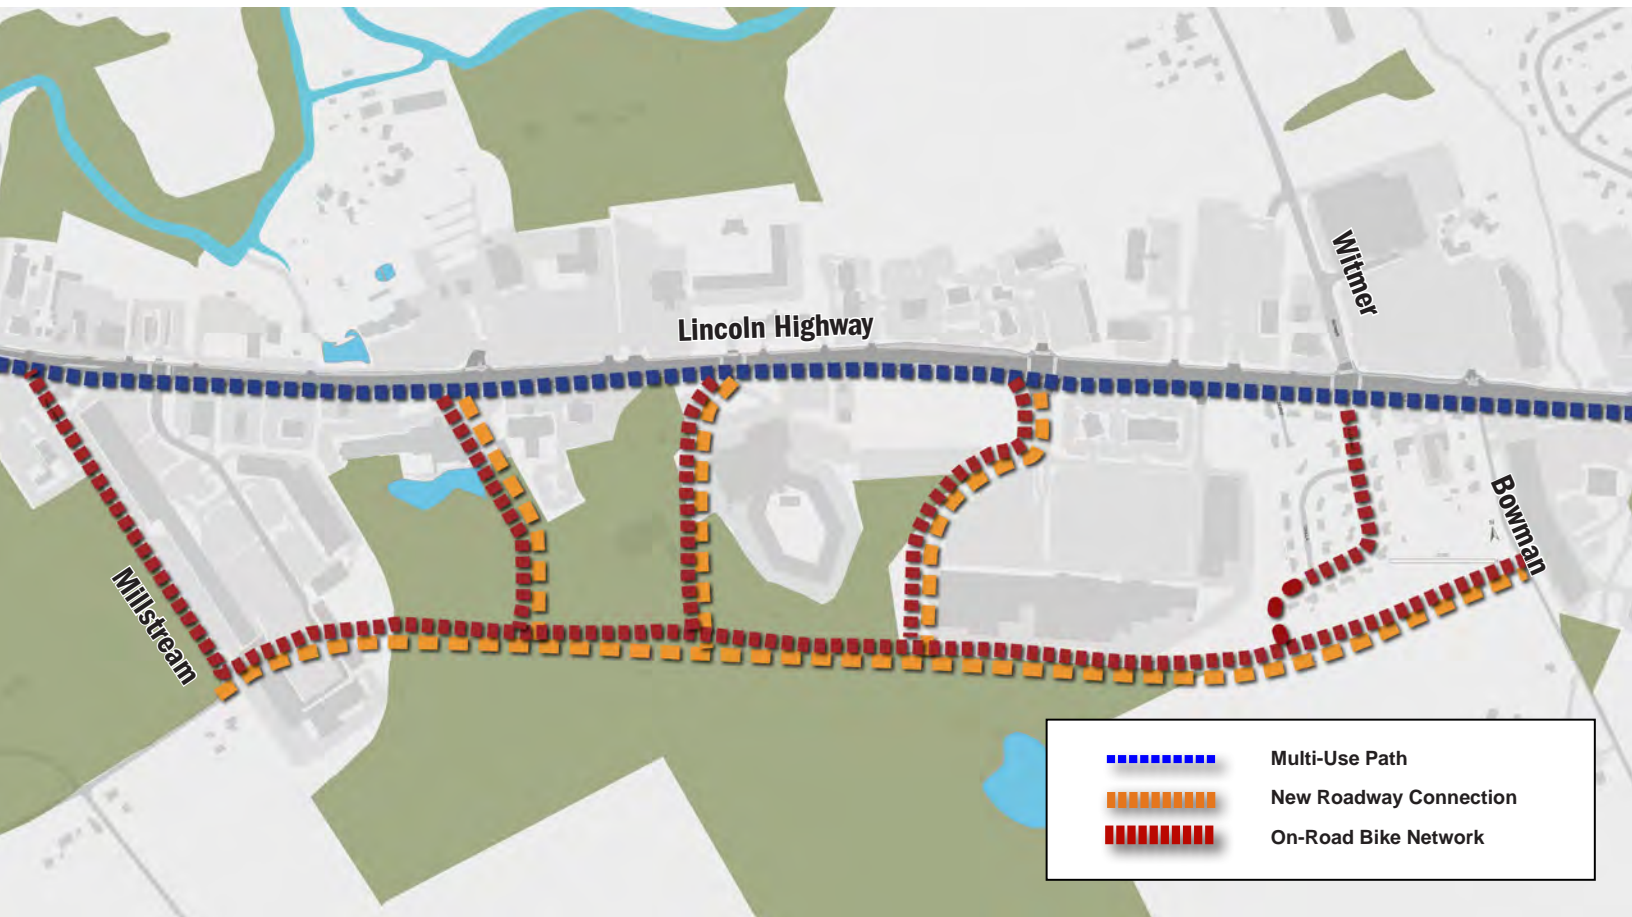 Witmer
Lincoln Highway
Bowman
Millstream
Multi-Use Path
New Roadway Connection
On-Road Bike Network